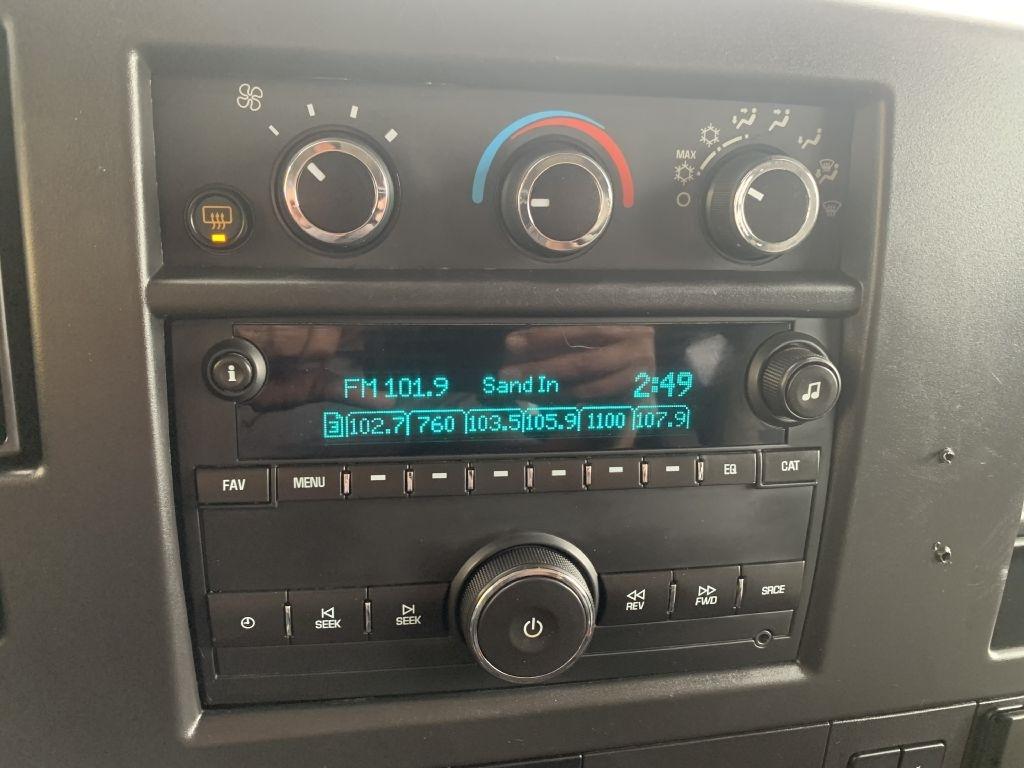 MAX
i
FM 101.9 Sand In 2:49
3 102.7 760 103.5 105.9 1100 107.9
FAV MENU EQ CAT
SEEK SEEK REV FWD SRCE